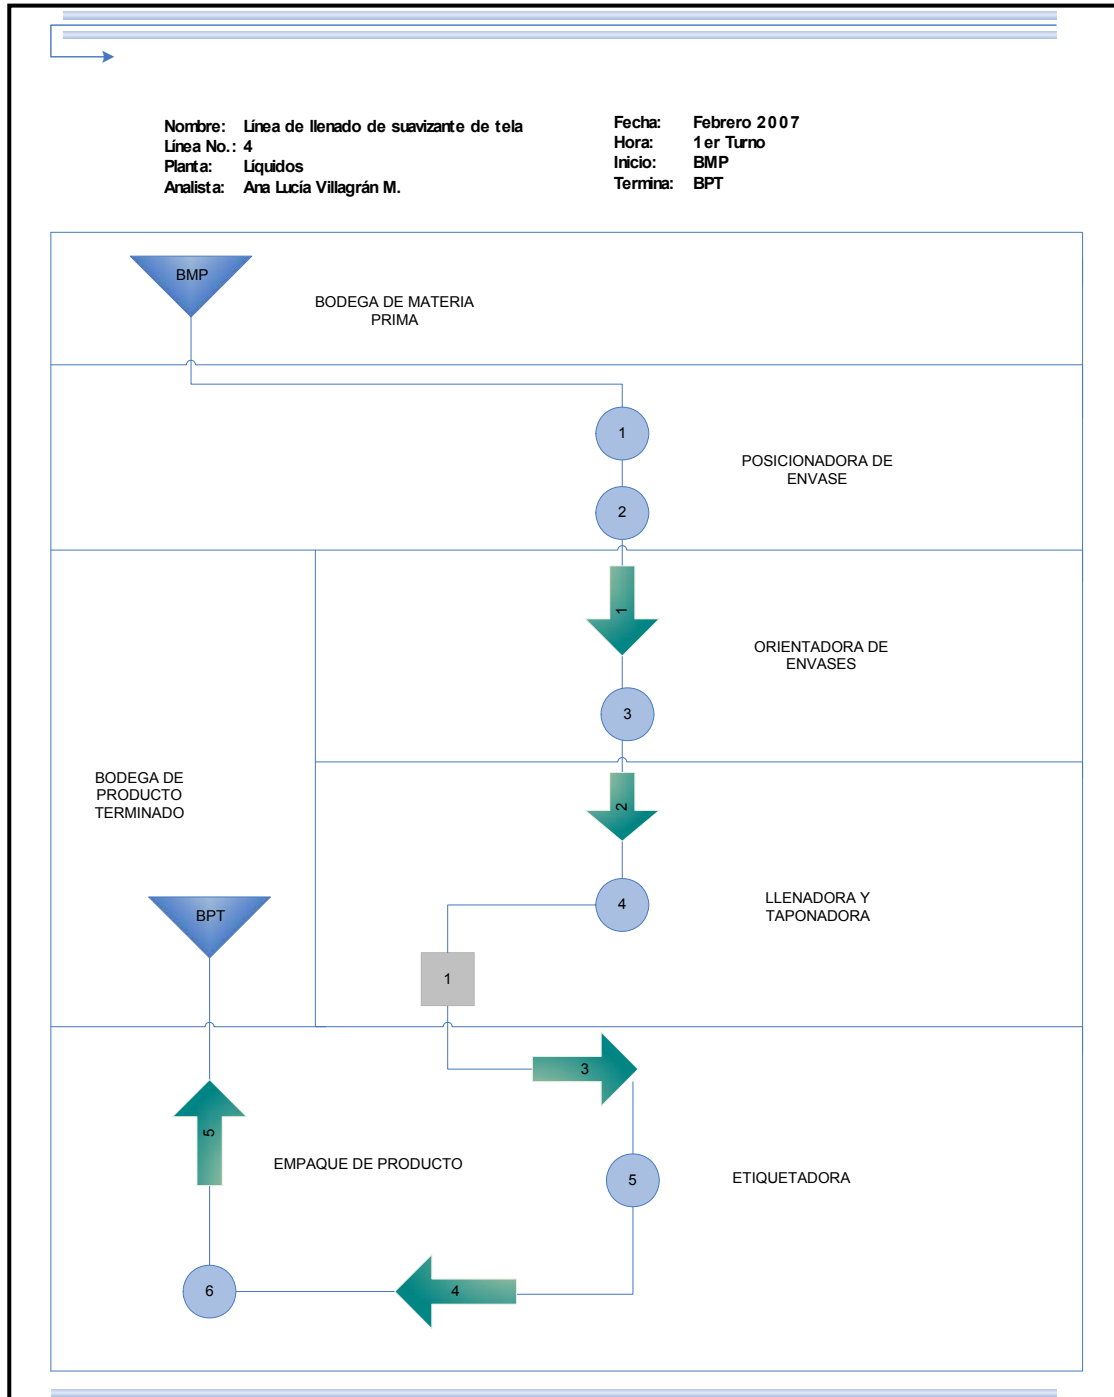 Nombre: Línea de llenado de suavizante de tela
Línea No.: 4
Planta: Líquidos
Analista: Ana Lucía Villagrán M.
Fecha: Febrero 2007
Hora: 1er Turno
Inicio: BMP
Termina: BPT
BMP
BODEGA DE MATERIA
PRIMA
1
POSICIONADORA DE
ENVASE
2
1
ORIENTADORA DE
ENVASES
3
BODEGA DE
PRODUCTO
TERMINADO
2
LLENADORA Y
TAPONADORA
4
BPT
1
3
5
EMPAQUE DE PRODUCTO
5
ETIQUETADORA
6
4